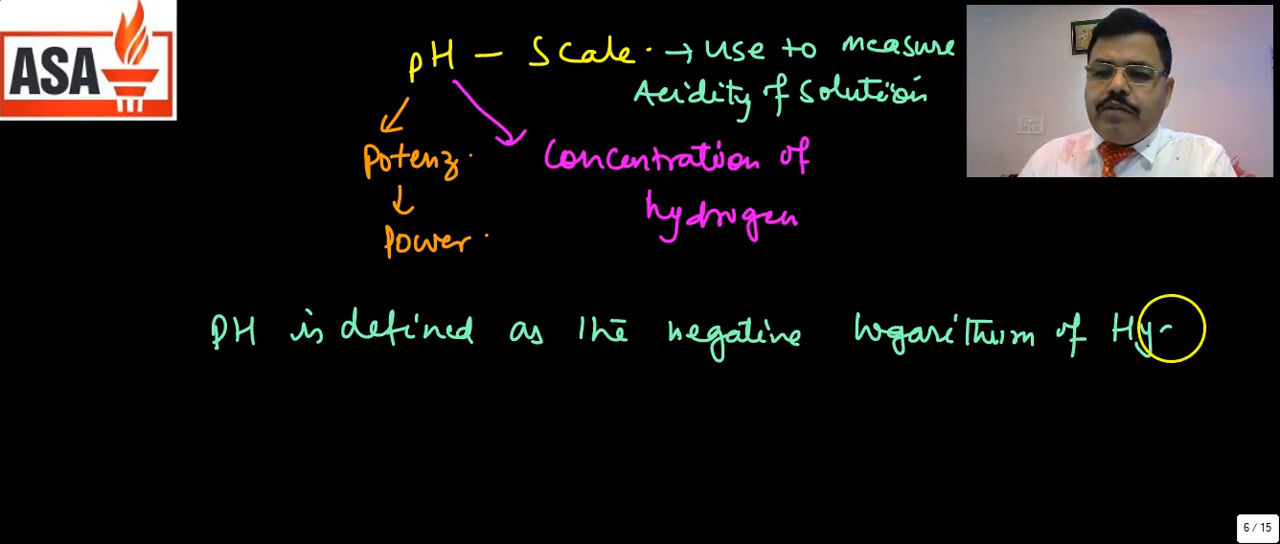 ASA
pH - Scale. → use to measure
Acidity of Solution
Potenz.
Concentration of
hydrogen
Power.
PH is defined as the negative logarithum of Hy-
6 / 15